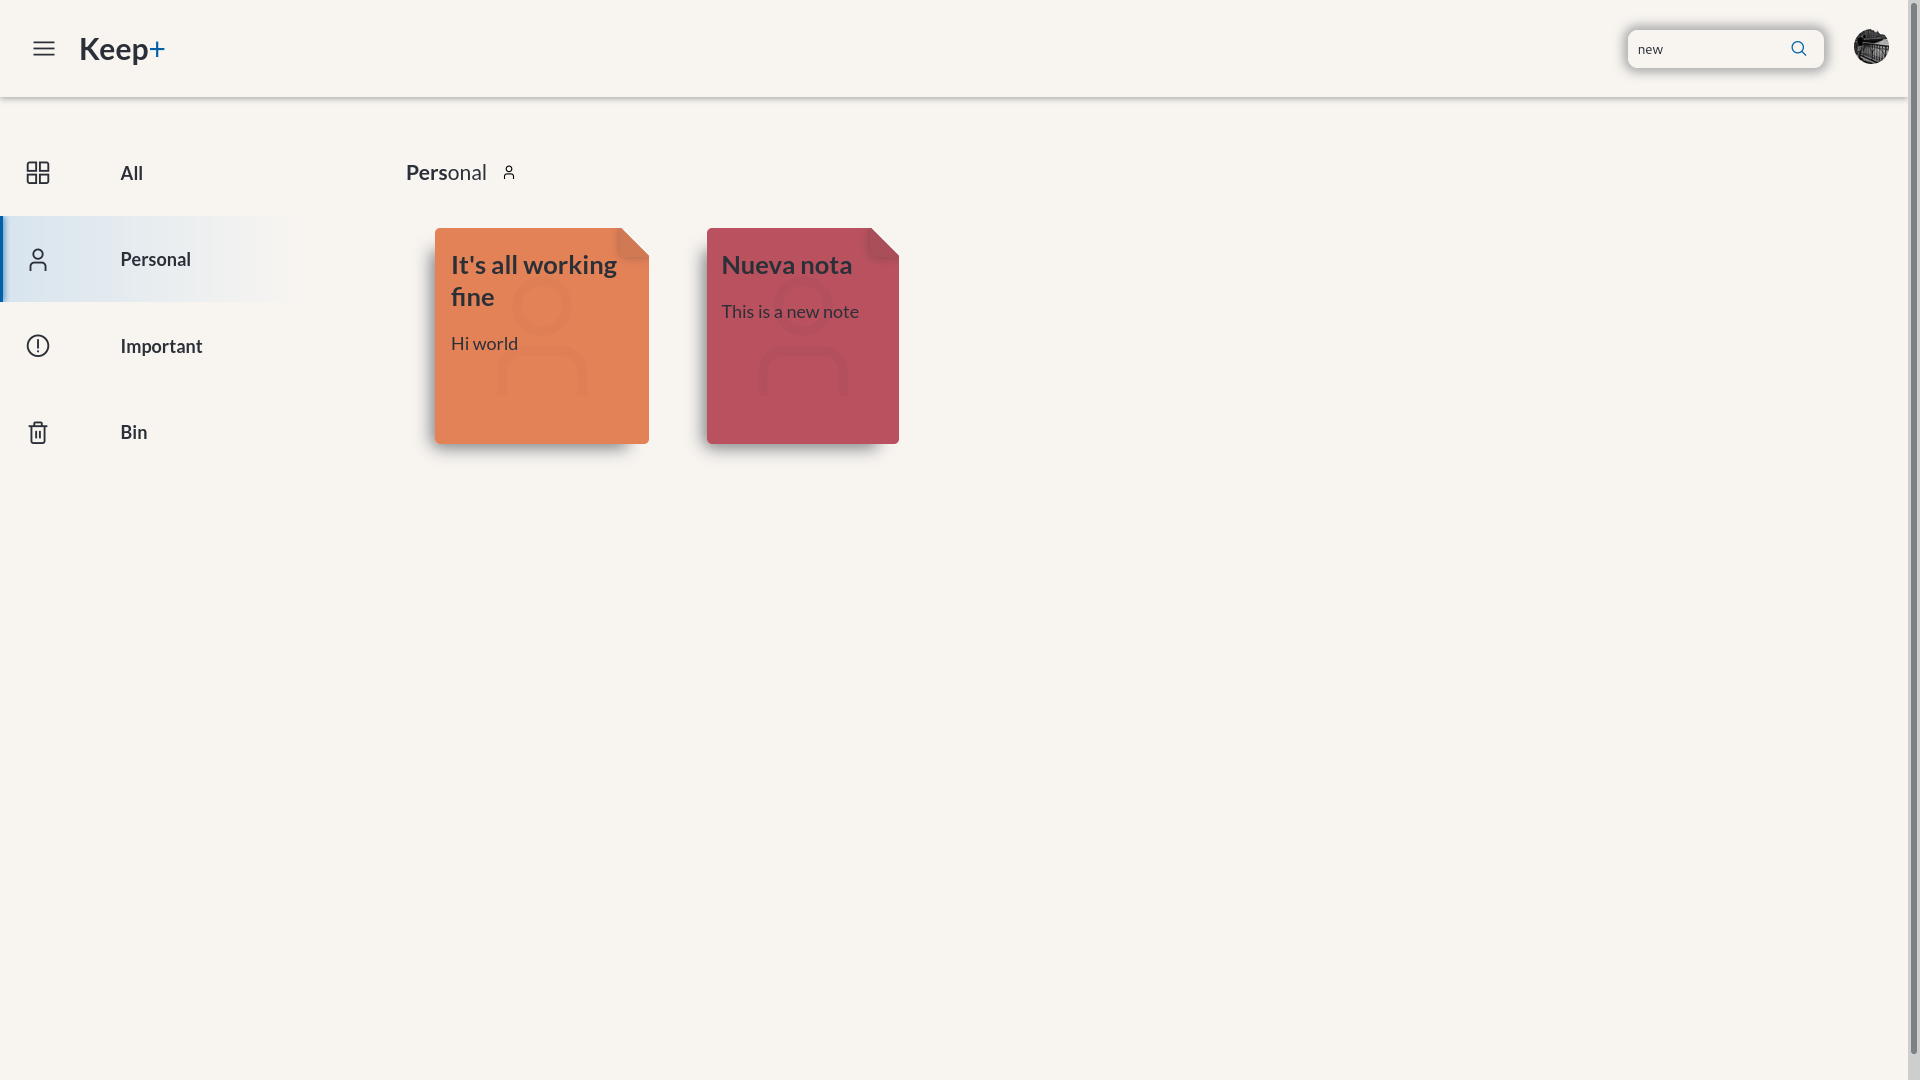 Keep+
new
All
Personal
Important
Bin
Personal
It's all working
fine
Hi world
Nueva nota
This is a new note